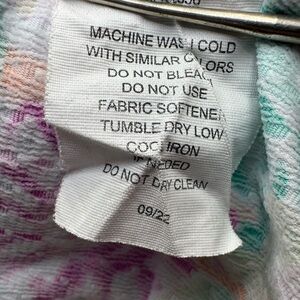 MACHINE WASH COLD
WITH SIMILAR COLORS
DO NOT BLEACH
DO NOT USE
FABRIC SOFTENER
TUMBLE DRY LOW
COOL IRON
IF NEEDED
DO NOT DRY CLEAN
09/22